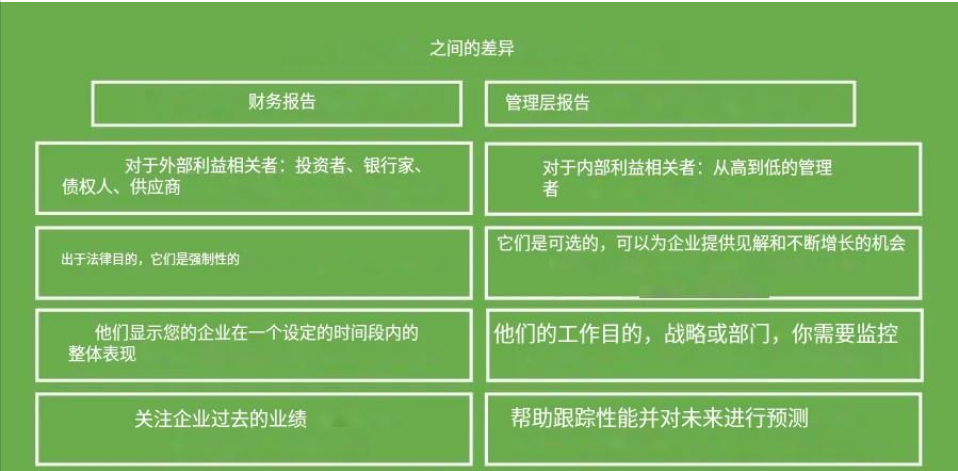 之间的差异
财务报告
管理层报告
对于外部利益相关者：投资者、银行家、
债权人、供应商
对于内部利益相关者：从高到低的管理
者
出于法律目的，它们是强制性的
它们是可选的，可以为企业提供见解和不断增长的机会
他们显示您的企业在一个设定的时间段内的
整体表现
他们的工作目的，战略或部门，你需要监控
关注企业过去的业绩
帮助跟踪性能并对未来进行预测